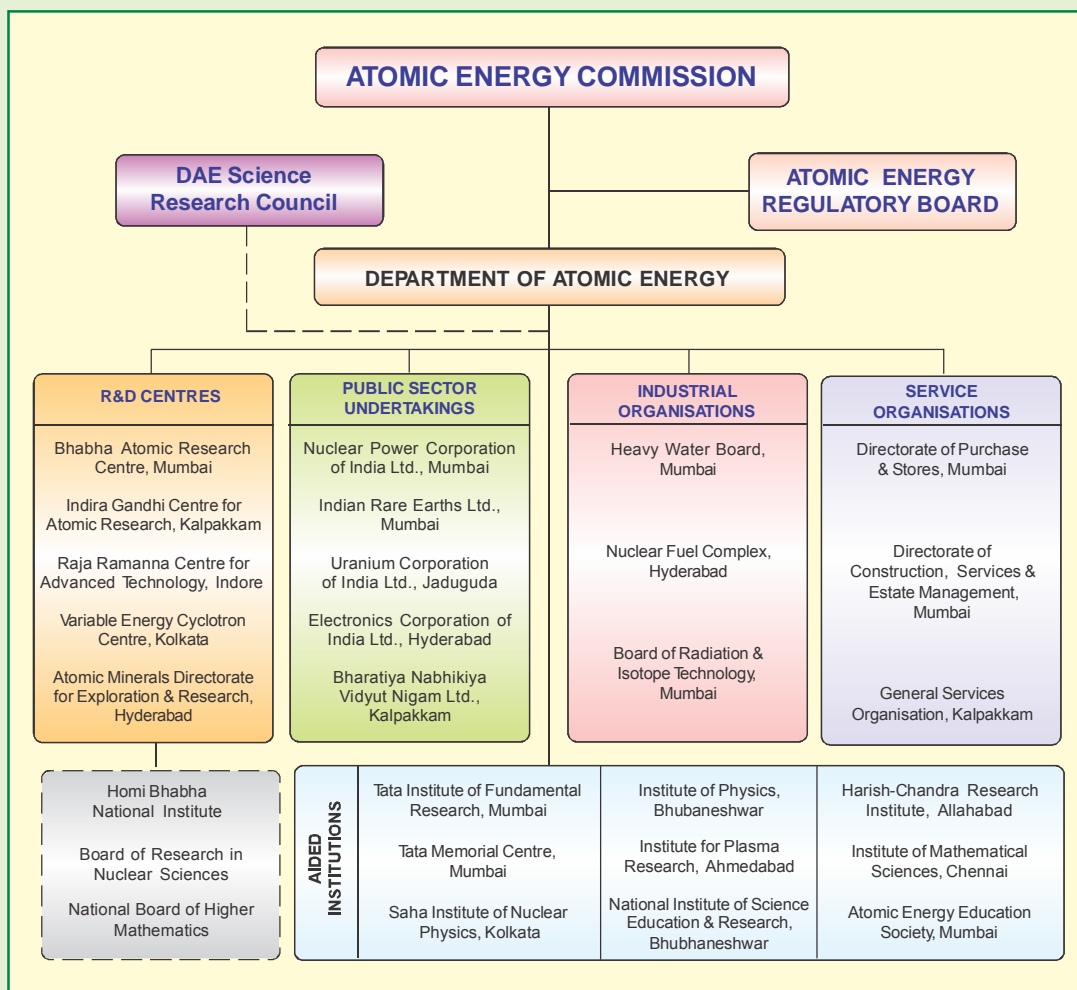 ATOMIC ENERGY COMMISSION
DAE Science
Research Council
ATOMIC ENERGY
REGULATORY BOARD
DEPARTMENT OF ATOMIC ENERGY
R&D CENTRES
Bhabha Atomic Research
Centre, Mumbai
Indira Gandhi Centre for
Atomic Research, Kalpakkam
Raja Ramanna Centre for
Advanced Technology, Indore
Variable Energy Cyclotron
Centre, Kolkata
Atomic Minerals Directorate
for Exploration & Research,
Hyderabad
PUBLIC SECTOR
UNDERTAKINGS
Nuclear Power Corporation
of India Ltd., Mumbai
Indian Rare Earths Ltd.,
Mumbai
Uranium Corporation
of India Ltd., Jaduguda
Electronics Corporation of
India Ltd., Hyderabad
Bharatiya Nabhikiya
Vidyut Nigam Ltd.,
Kalpakkam
INDUSTRIAL
ORGANISATIONS
Heavy Water Board,
Mumbai
Nuclear Fuel Complex,
Hyderabad
Board of Radiation &
Isotope Technology,
Mumbai
SERVICE
ORGANISATIONS
Directorate of Purchase
& Stores, Mumbai
Directorate of
Construction, Services &
Estate Management,
Mumbai
General Services
Organisation, Kalpakkam
Homi Bhabha
National Institute
Board of Research in
Nuclear Sciences
National Board of Higher
Mathematics
AIDED
INSTITUTIONS
Tata Institute of Fundamental
Research, Mumbai
Tata Memorial Centre,
Mumbai
Saha Institute of Nuclear
Physics, Kolkata
Institute of Physics,
Bhubaneshwar
Institute for Plasma
Research, Ahmedabad
National Institute of Science
Education & Research,
Bhubhaneshwar
Harish-Chandra Research
Institute, Allahabad
Institute of Mathematical
Sciences, Chennai
Atomic Energy Education
Society, Mumbai